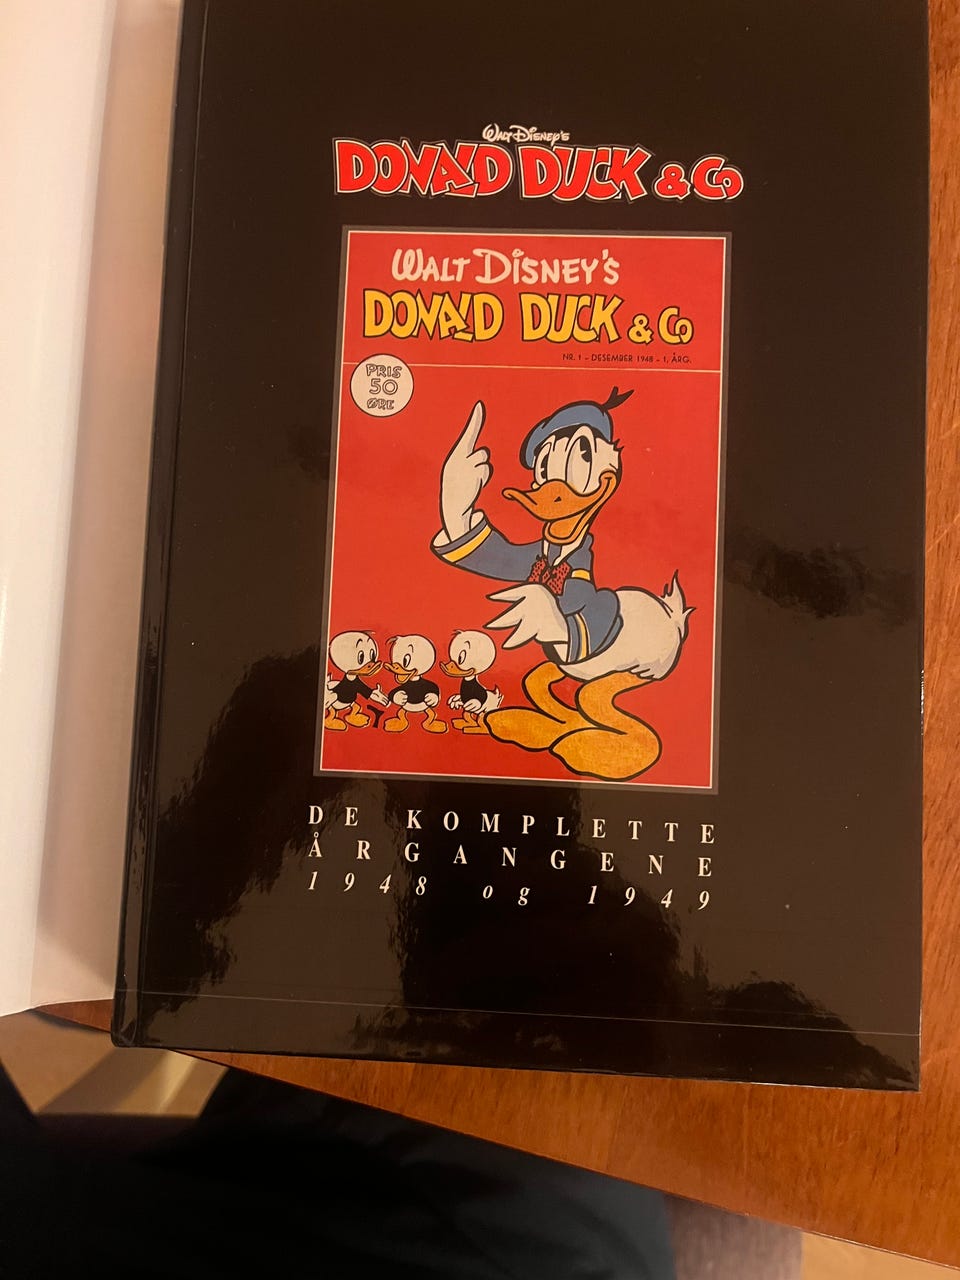 Walt Disney's
DONALD DUCK & Co
WALT DISNEY'S
DONALD DUCK & Co
NR. 1 - DESEMBER 1948 - 1. ÅRG.
PRIS
50
ØRE
DE KOMPLETTE
ÅRGANGENE
1948 og 1949